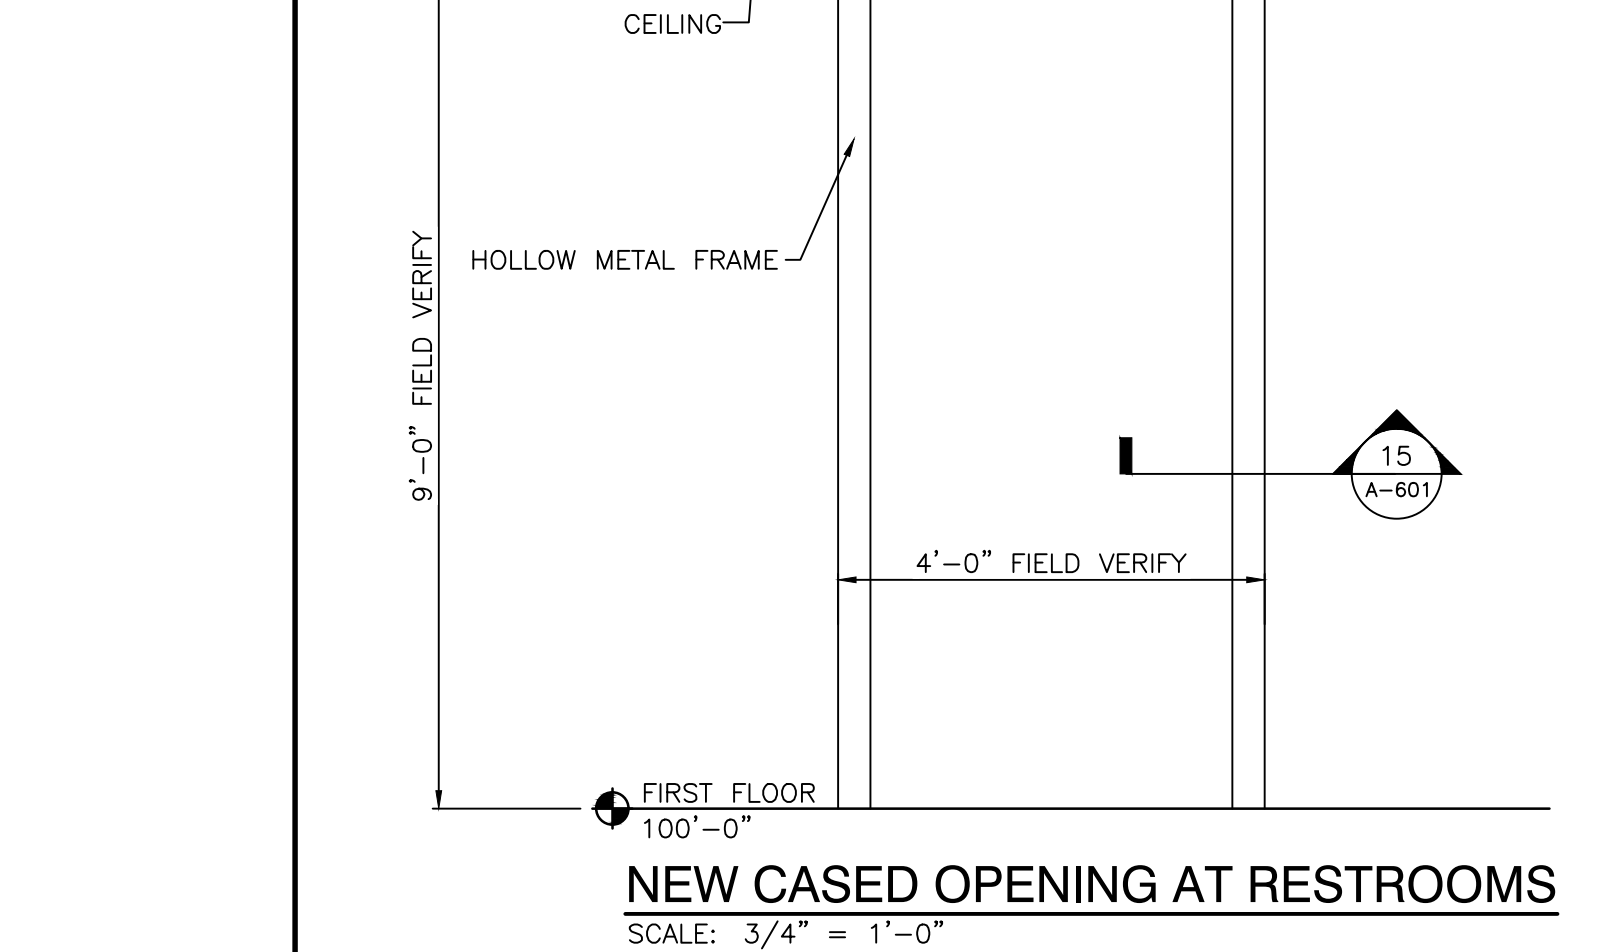 CEILING
HOLLOW METAL FRAME
9'-0" FIELD VERIFY
15
A-601
4'-0" FIELD VERIFY
FIRST FLOOR
100'-0"
NEW CASED OPENING AT RESTROOMS
SCALE: 3/4" = 1'-0"